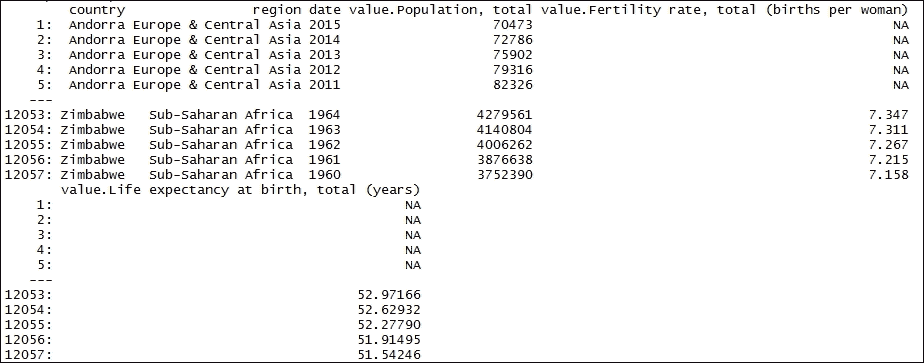 country region date value.Population, total value.Fertility rate, total (births per woman)
1: Andorra Europe & Central Asia 2015 70473 NA
2: Andorra Europe & Central Asia 2014 72786 NA
3: Andorra Europe & Central Asia 2013 75902 NA
4: Andorra Europe & Central Asia 2012 79316 NA
5: Andorra Europe & Central Asia 2011 82326 NA
---
12053: Zimbabwe Sub-Saharan Africa 1964 4279561 7.347
12054: Zimbabwe Sub-Saharan Africa 1963 4140804 7.311
12055: Zimbabwe Sub-Saharan Africa 1962 4006262 7.267
12056: Zimbabwe Sub-Saharan Africa 1961 3876638 7.215
12057: Zimbabwe Sub-Saharan Africa 1960 3752390 7.158
value.Life expectancy at birth, total (years)
1: NA
2: NA
3: NA
4: NA
5: NA
---
12053: 52.97166
12054: 52.62932
12055: 52.27790
12056: 51.91495
12057: 51.54246